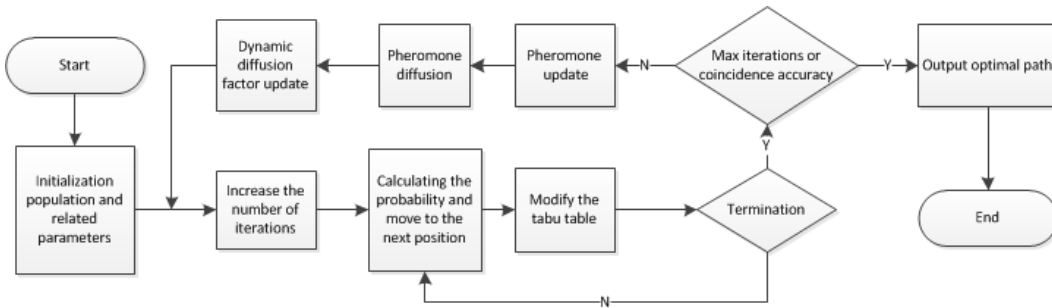 Start
Initialization
population and
related
parameters
Increase the
number of
iterations
Calculating the
probability and
move to the
next position
Modify the
tabu table
Termination
N
Y
Max iterations or
coincidence accuracy
N
Pheromone
update
Pheromone
diffusion
Dynamic
diffusion
factor update
Y
Output optimal path
End